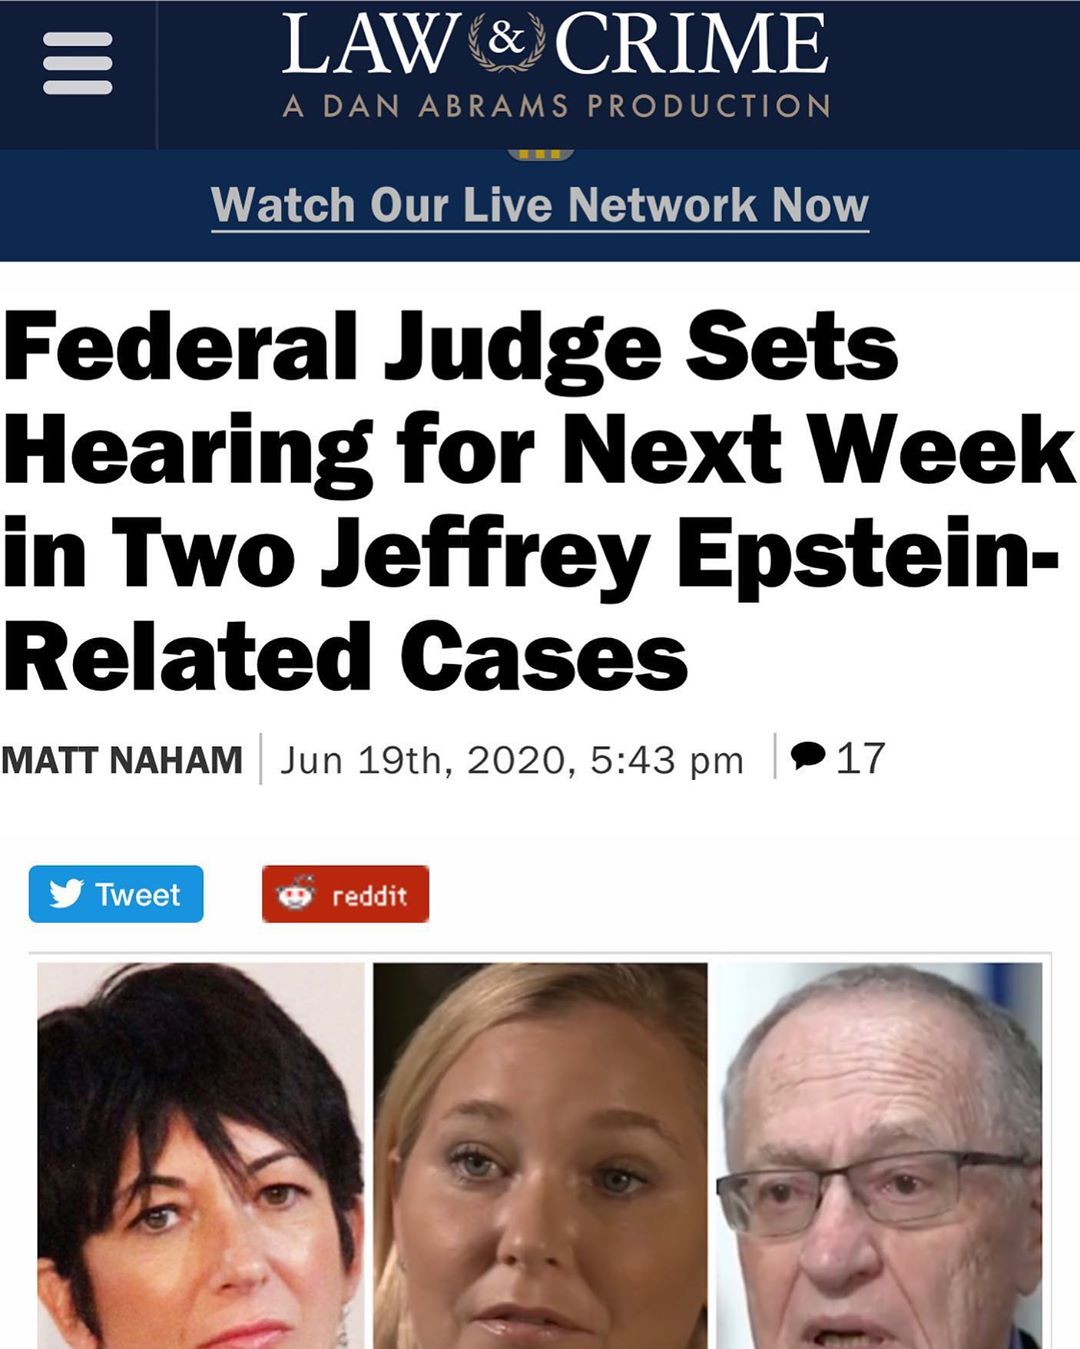 LAW & CRIME
A DAN ABRAMS PRODUCTION
Watch Our Live Network Now
Federal Judge Sets
Hearing for Next Week
in Two Jeffrey Epstein-
Related Cases
MATT NAHAM | Jun 19th, 2020, 5:43 pm | 17
Tweet reddit